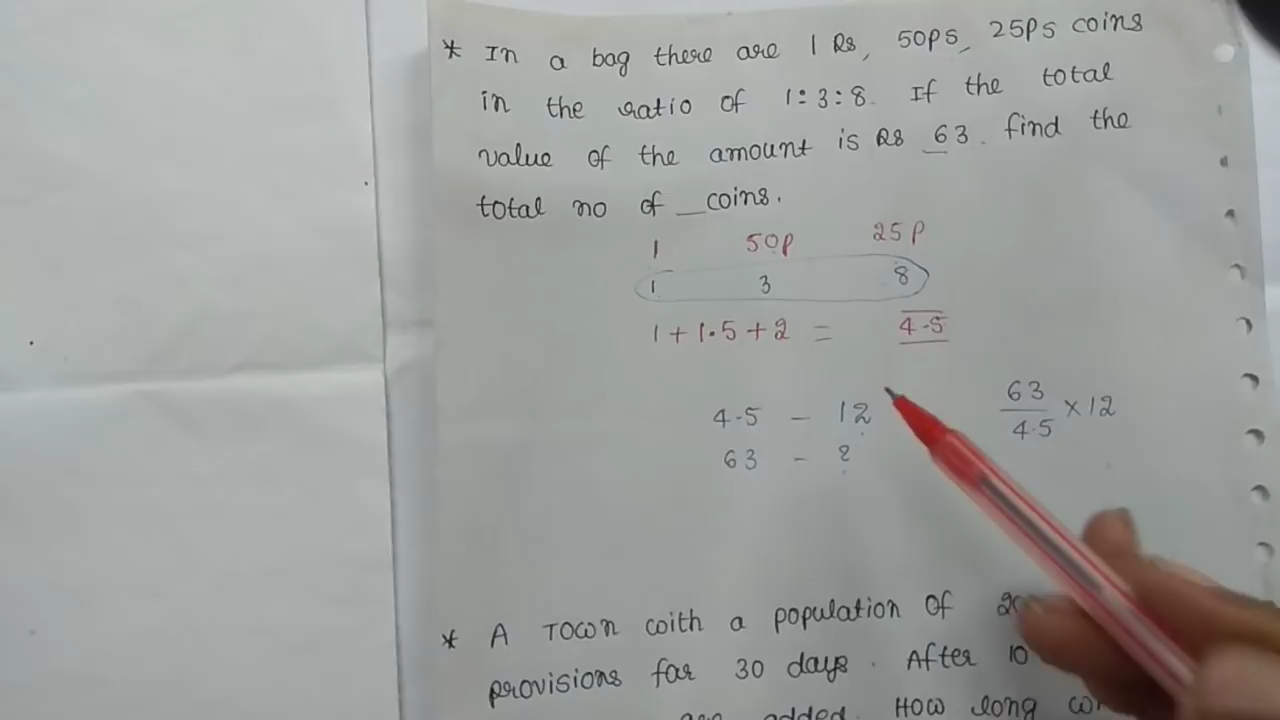 * In a bag there are 1 Rs, 50ps, 25ps coins
in the ratio of 1:3:8. If the total
value of the amount is Rs 63. find the
total no of _ coins.
1 50p 25p
1 3 8
1 + 1.5 + 2 = 4.5
4.5 - 12
63 - ?
63/4.5 × 12
* A Town with a population of
provisions for 30 days. After 10
are added. How long